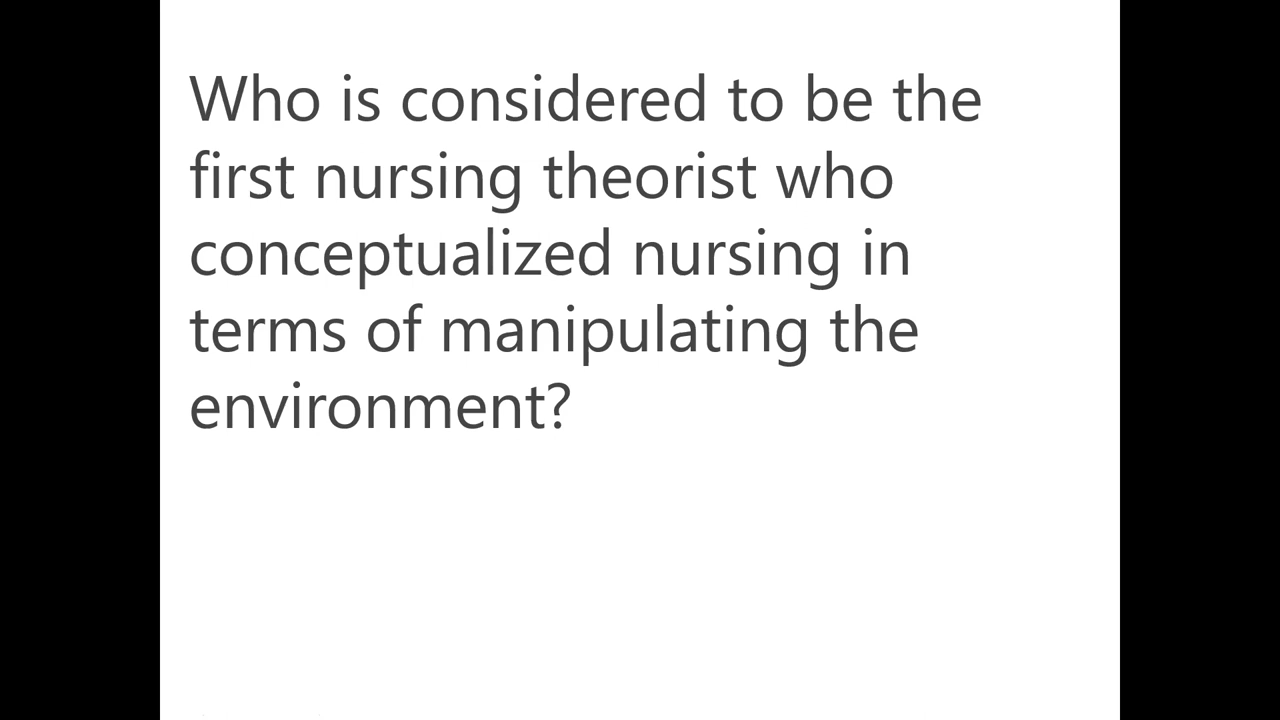 Who is considered to be the
first nursing theorist who
conceptualized nursing in
terms of manipulating the
environment?